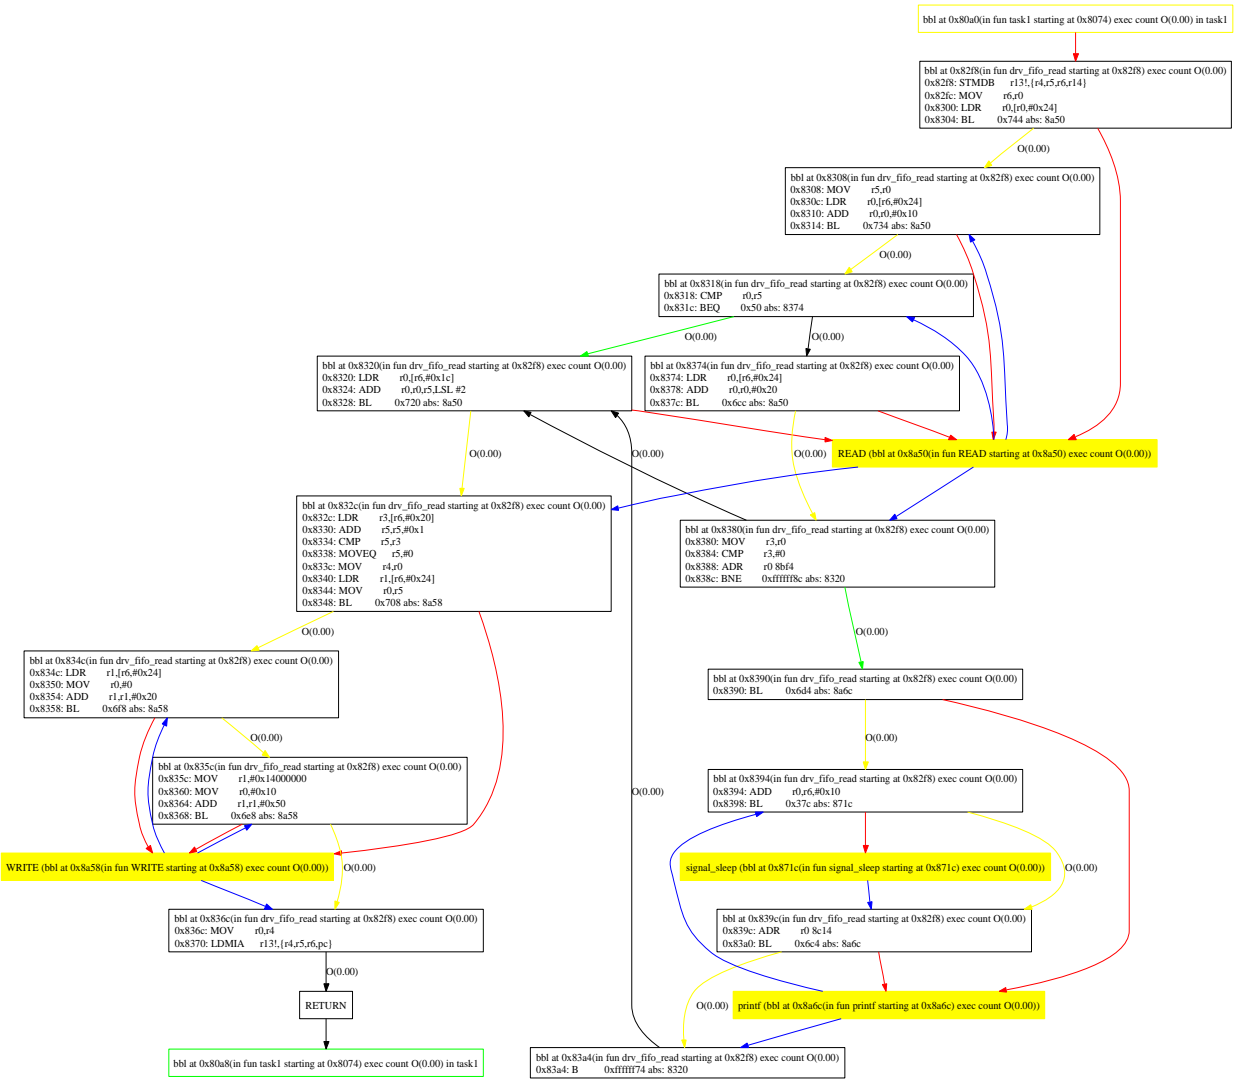 bbl at 0x80a0(in fun task1 starting at 0x8074) exec count O(0.00) in task1
bbl at 0x82f8(in fun drv_fifo_read starting at 0x82f8) exec count O(0.00)
0x82f8: STMDB r13!,{r4,r5,r6,r14}
0x82fc: MOV r6,r0
0x8300: LDR r0,[r0,#0x24]
0x8304: BL 0x744 abs: 8a50
O(0.00)
bbl at 0x8308(in fun drv_fifo_read starting at 0x82f8) exec count O(0.00)
0x8308: MOV r5,r0
0x830c: LDR r0,[r6,#0x24]
0x8310: ADD r0,r0,#0x10
0x8314: BL 0x734 abs: 8a50
O(0.00)
bbl at 0x8318(in fun drv_fifo_read starting at 0x82f8) exec count O(0.00)
0x8318: CMP r0,r5
0x831c: BEQ 0x50 abs: 8374
O(0.00)
O(0.00)
bbl at 0x8320(in fun drv_fifo_read starting at 0x82f8) exec count O(0.00)
0x8320: LDR r0,[r6,#0x1c]
0x8324: ADD r0,r0,r5,LSL #2
0x8328: BL 0x720 abs: 8a50
bbl at 0x8374(in fun drv_fifo_read starting at 0x82f8) exec count O(0.00)
0x8374: LDR r0,[r6,#0x24]
0x8378: ADD r0,r0,#0x20
0x837c: BL 0x6cc abs: 8a50
O(0.00)
O(0.00)
O(0.00)
READ (bbl at 0x8a50(in fun READ starting at 0x8a50) exec count O(0.00))
bbl at 0x832c(in fun drv_fifo_read starting at 0x82f8) exec count O(0.00)
0x832c: LDR r3,[r6,#0x20]
0x8330: ADD r5,r5,#0x1
0x8334: CMP r5,r3
0x8338: MOVEQ r5,#0
0x833c: MOV r4,r0
0x8340: LDR r1,[r6,#0x24]
0x8344: MOV r0,r5
0x8348: BL 0x708 abs: 8a58
bbl at 0x8380(in fun drv_fifo_read starting at 0x82f8) exec count O(0.00)
0x8380: MOV r3,r0
0x8384: CMP r3,#0
0x8388: ADR r0 8bf4
0x838c: BNE 0xffffff8c abs: 8320
O(0.00)
O(0.00)
bbl at 0x834c(in fun drv_fifo_read starting at 0x82f8) exec count O(0.00)
0x834c: LDR r1,[r6,#0x24]
0x8350: MOV r0,#0
0x8354: ADD r1,r1,#0x20
0x8358: BL 0x6f8 abs: 8a58
bbl at 0x8390(in fun drv_fifo_read starting at 0x82f8) exec count O(0.00)
0x8390: BL 0x6d4 abs: 8a6c
O(0.00)
O(0.00)
bbl at 0x835c(in fun drv_fifo_read starting at 0x82f8) exec count O(0.00)
0x835c: MOV r1,#0x14000000
0x8360: MOV r0,#0x10
0x8364: ADD r1,r1,#0x50
0x8368: BL 0x6e8 abs: 8a58
O(0.00)
bbl at 0x8394(in fun drv_fifo_read starting at 0x82f8) exec count O(0.00)
0x8394: ADD r0,r6,#0x10
0x8398: BL 0x37c abs: 871c
WRITE (bbl at 0x8a58(in fun WRITE starting at 0x8a58) exec count O(0.00))
O(0.00)
signal_sleep (bbl at 0x871c(in fun signal_sleep starting at 0x871c) exec count O(0.00))
O(0.00)
bbl at 0x836c(in fun drv_fifo_read starting at 0x82f8) exec count O(0.00)
0x836c: MOV r0,r4
0x8370: LDMIA r13!,{r4,r5,r6,pc}
bbl at 0x839c(in fun drv_fifo_read starting at 0x82f8) exec count O(0.00)
0x839c: ADR r0 8c14
0x83a0: BL 0x6c4 abs: 8a6c
O(0.00)
RETURN
O(0.00)
printf (bbl at 0x8a6c(in fun printf starting at 0x8a6c) exec count O(0.00))
bbl at 0x80a8(in fun task1 starting at 0x8074) exec count O(0.00) in task1
bbl at 0x83a4(in fun drv_fifo_read starting at 0x82f8) exec count O(0.00)
0x83a4: B 0xffffff74 abs: 8320